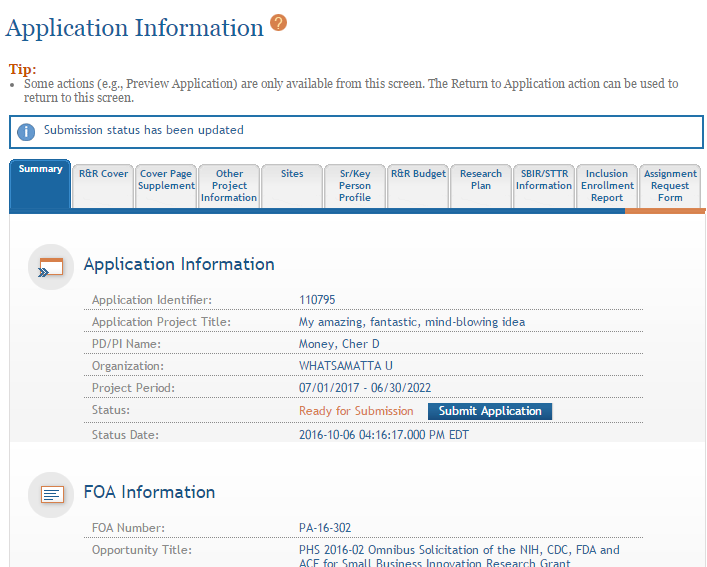 Application Information ?
Tip:
• Some actions (e.g., Preview Application) are only available from this screen. The Return to Application action can be used to
return to this screen.
i Submission status has been updated
Summary
R&R Cover
Cover Page
Supplement
Other
Project
Information
Sites
Sr/Key
Person
Profile
R&R Budget
Research
Plan
SBIR/STTR
Information
Inclusion
Enrollment
Report
Assignment
Request
Form
Application Information
Application Identifier: 110795
Application Project Title: My amazing, fantastic, mind-blowing idea
PD/PI Name: Money, Cher D
Organization: WHATSAMATTA U
Project Period: 07/01/2017 - 06/30/2022
Status: Ready for Submission Submit Application
Status Date: 2016-10-06 04:16:17.000 PM EDT
FOA Information
FOA Number: PA-16-302
Opportunity Title: PHS 2016-02 Omnibus Solicitation of the NIH, CDC, FDA and
ACF for Small Business Innovation Research Grant